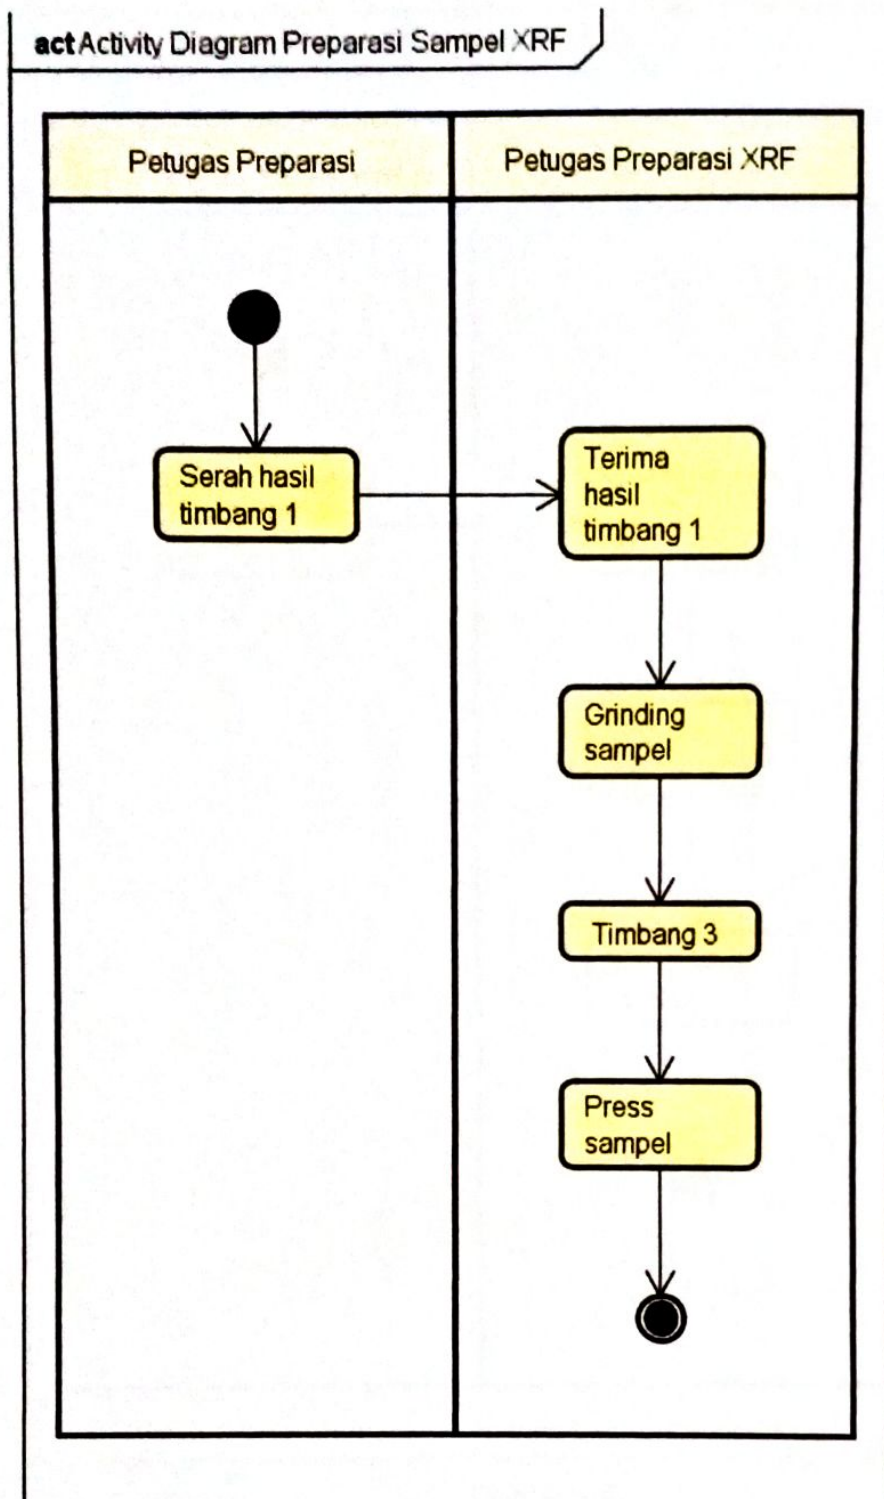 act Activity Diagram Preparasi Sampel XRF
Petugas Preparasi
Petugas Preparasi XRF
Serah hasil
timbang 1
Terima
hasil
timbang 1
Grinding
sampel
Timbang 3
Press
sampel